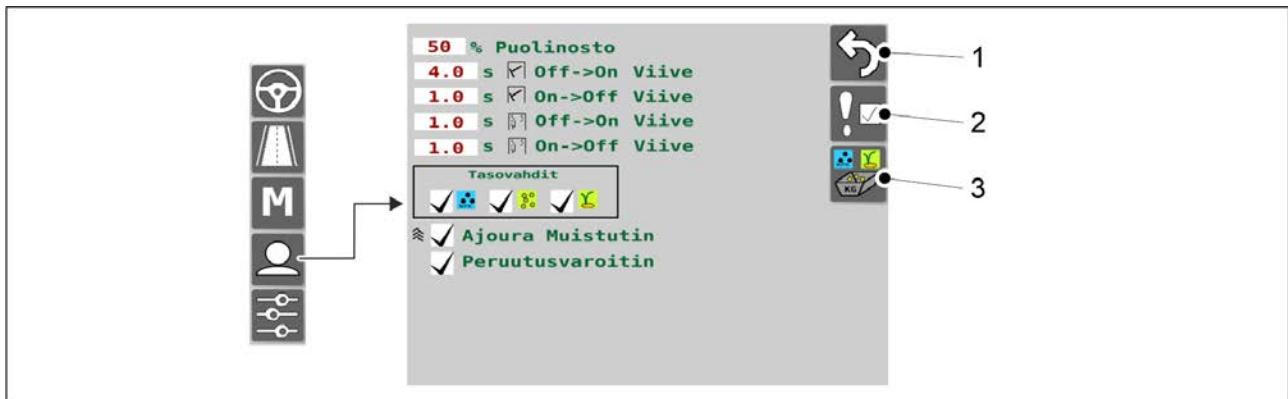 50 % Puolinosto
4.0 s Off->On Viive
1.0 s On->Off Viive
1.0 s Off->On Viive
1.0 s On->Off Viive
Tasovahdit
Ajoura Muistutin
Peruutusvaroitin
M
KG
1
2
3